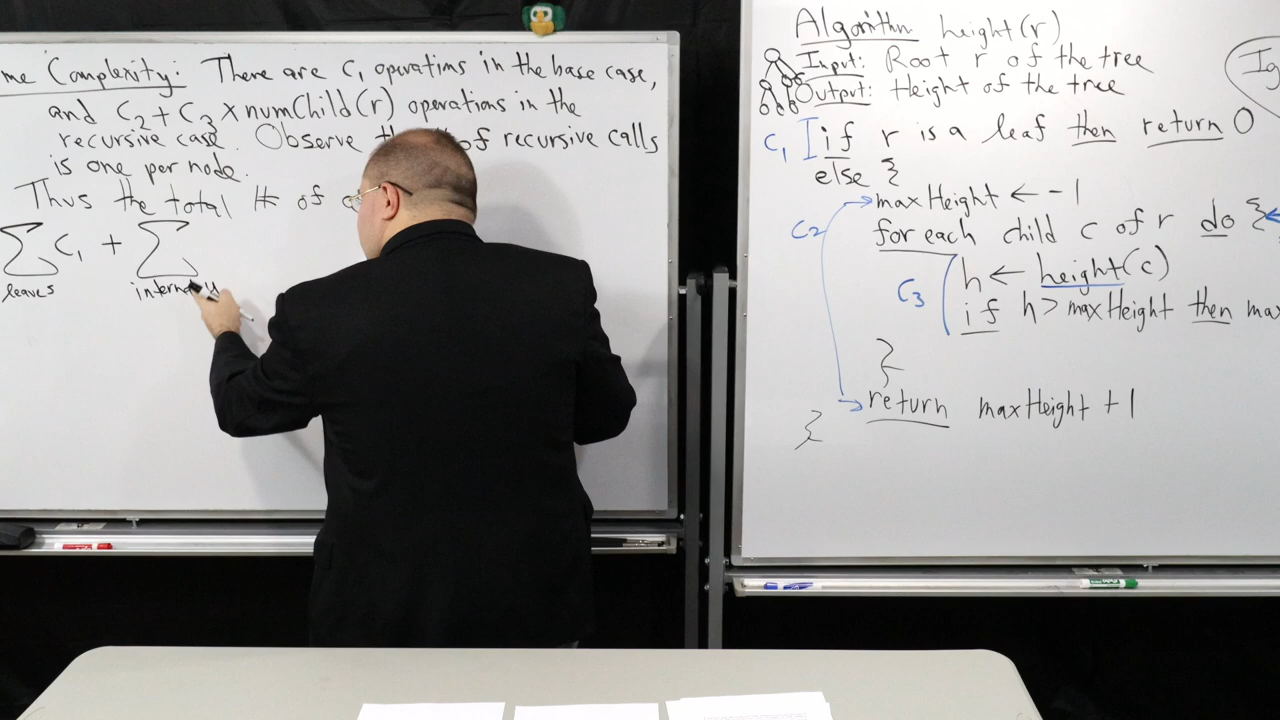 me Complexity: There are c₁ operations in the base case,
and c₂ + c₃ × numChild(r) operations in the
recursive case. Observe the of recursive calls
is one per node.
Thus the total # of
∑ c₁ + ∑
leaves internal
Algorithm height(r)
Input: Root r of the tree
Output: Height of the tree
c₁ if r is a leaf then return 0
else {
maxHeight ← -1
c₂ for each child c of r do {
h ← height(c)
c₃ if h > maxHeight then max
}
return maxHeight + 1
}
Ig